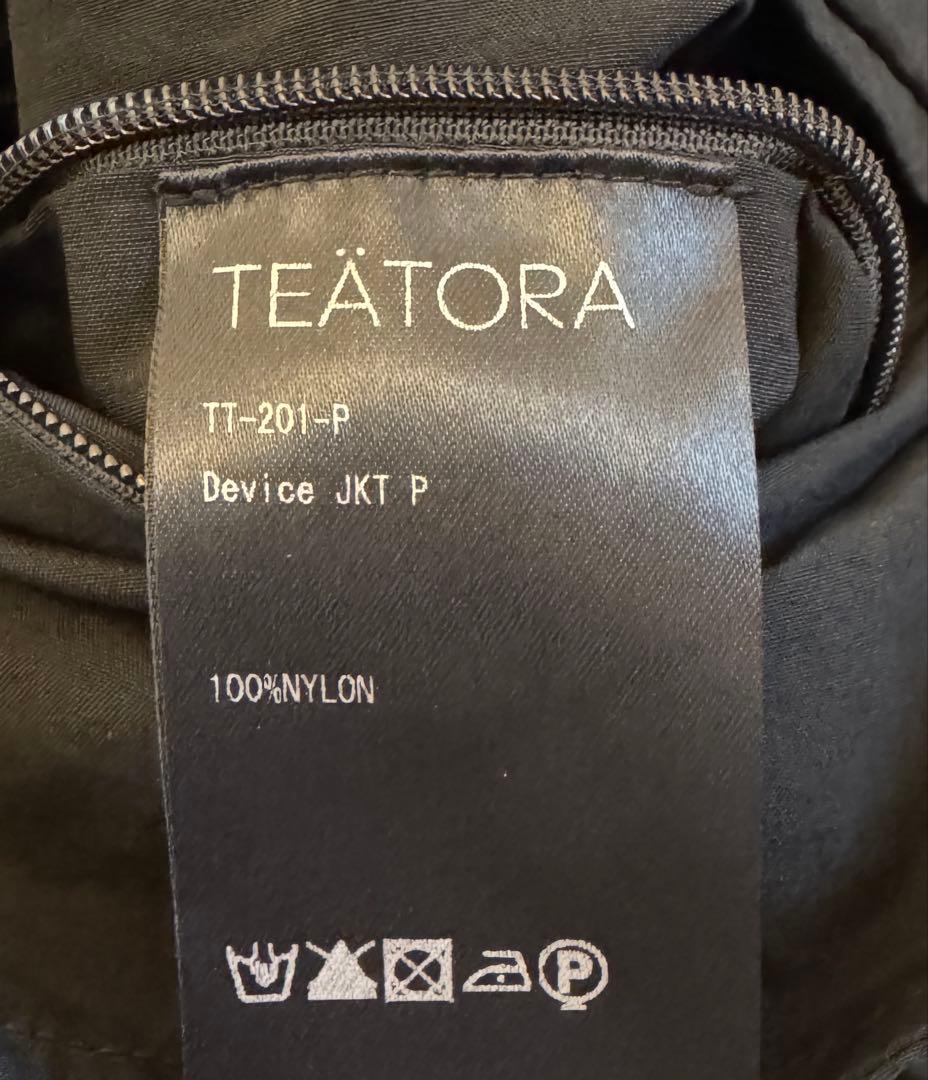 TEÄTORA
TT-201-P
Device JKT P
100%NYLON
P